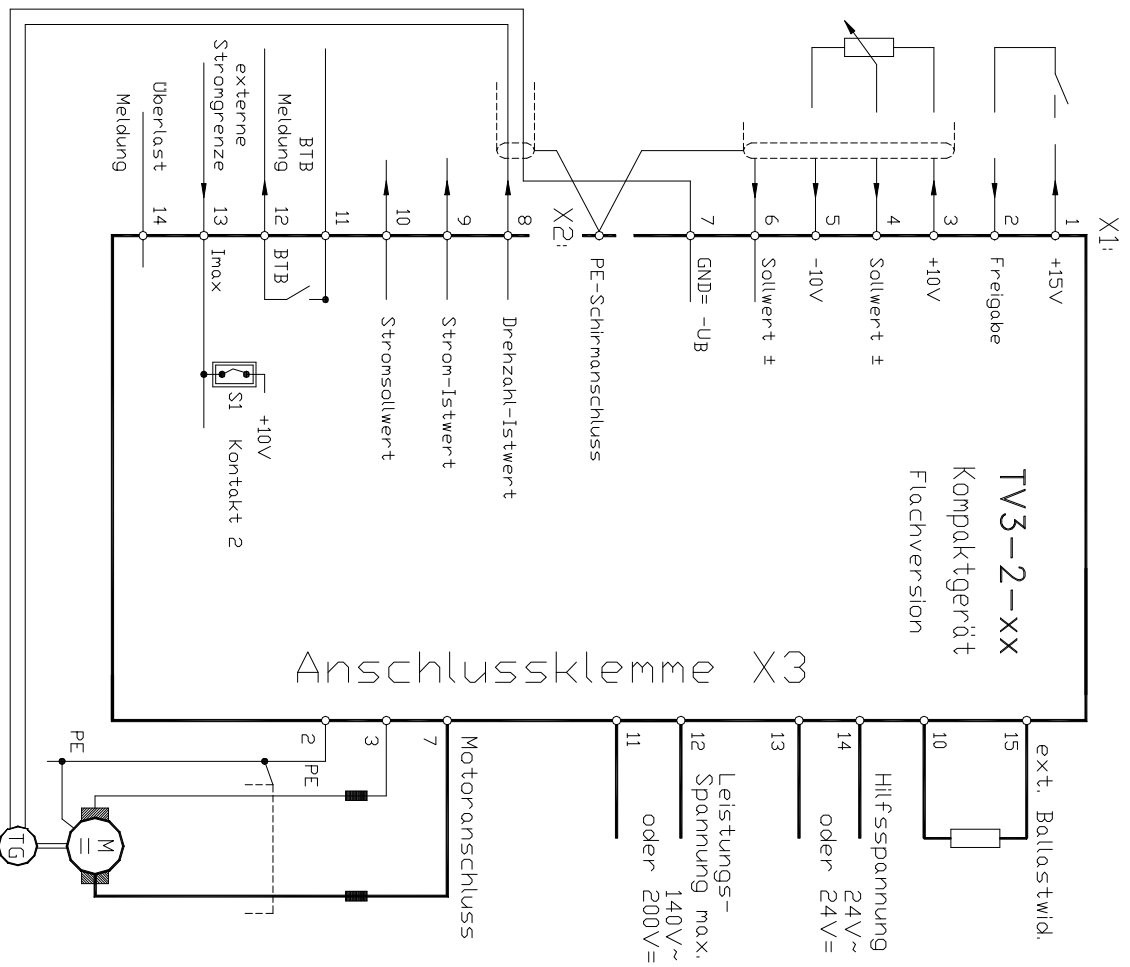 X1:
1
+15V
2
Freigabe
3
+10V
4
Sollwert ±
5
-10V
6
Sollwert ±
7
GND= -UB
PE-Schirmanschluss
X2:
8
Drehzahl-Istwert
9
Strom-Istwert
10
Stromsollwert
11
BTB
Meldung
12
BTB
externe
Stromgrenze
13
Imax
+10V
S1 Kontakt 2
14
Überlast
Meldung
TV3-2-xx
Kompaktgerät
Flachversion
Anschlussklemme X3
15
10
ext. Ballastwid.
14
13
Hilfsspannung
24V~
oder 24V=
12
11
Leistungs-
Spannung max.
140V~
oder 200V=
7
3
2
Motoranschluss
PE
PE
M
=
TG